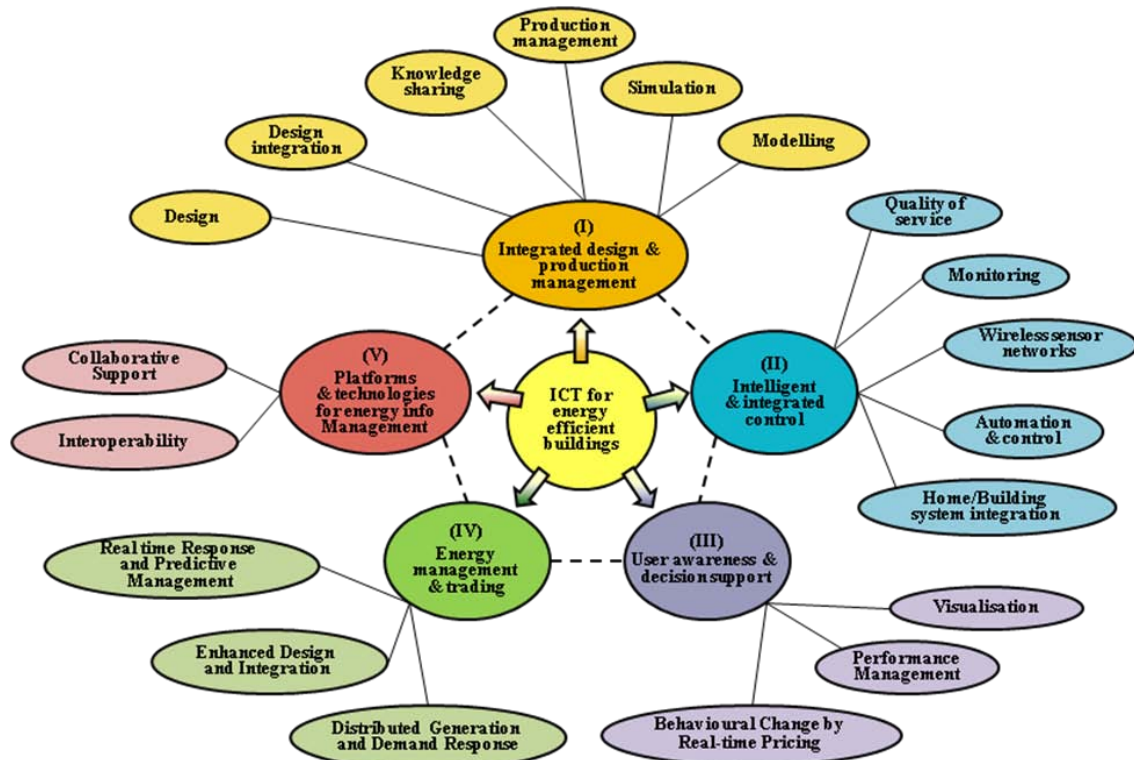 Production
management
Knowledge
sharing
Simulation
Design
integration
Modelling
Design
Quality of
service
(I)
Integrated design &
production
management
Monitoring
Wireless sensor
networks
Collaborative
Support
(V)
Platforms
& technologies
for energy info
Management
ICT for
energy
efficient
buildings
(II)
Intelligent
& integrated
control
Interoperability
Automation
& control
Home/Building
system integration
(IV)
Energy
management
& trading
(III)
User awareness &
decision support
Real time Response
and Predictive
Management
Visualisation
Enhanced Design
and Integration
Performance
Management
Distributed Generation
and Demand Response
Behavioural Change by
Real-time Pricing